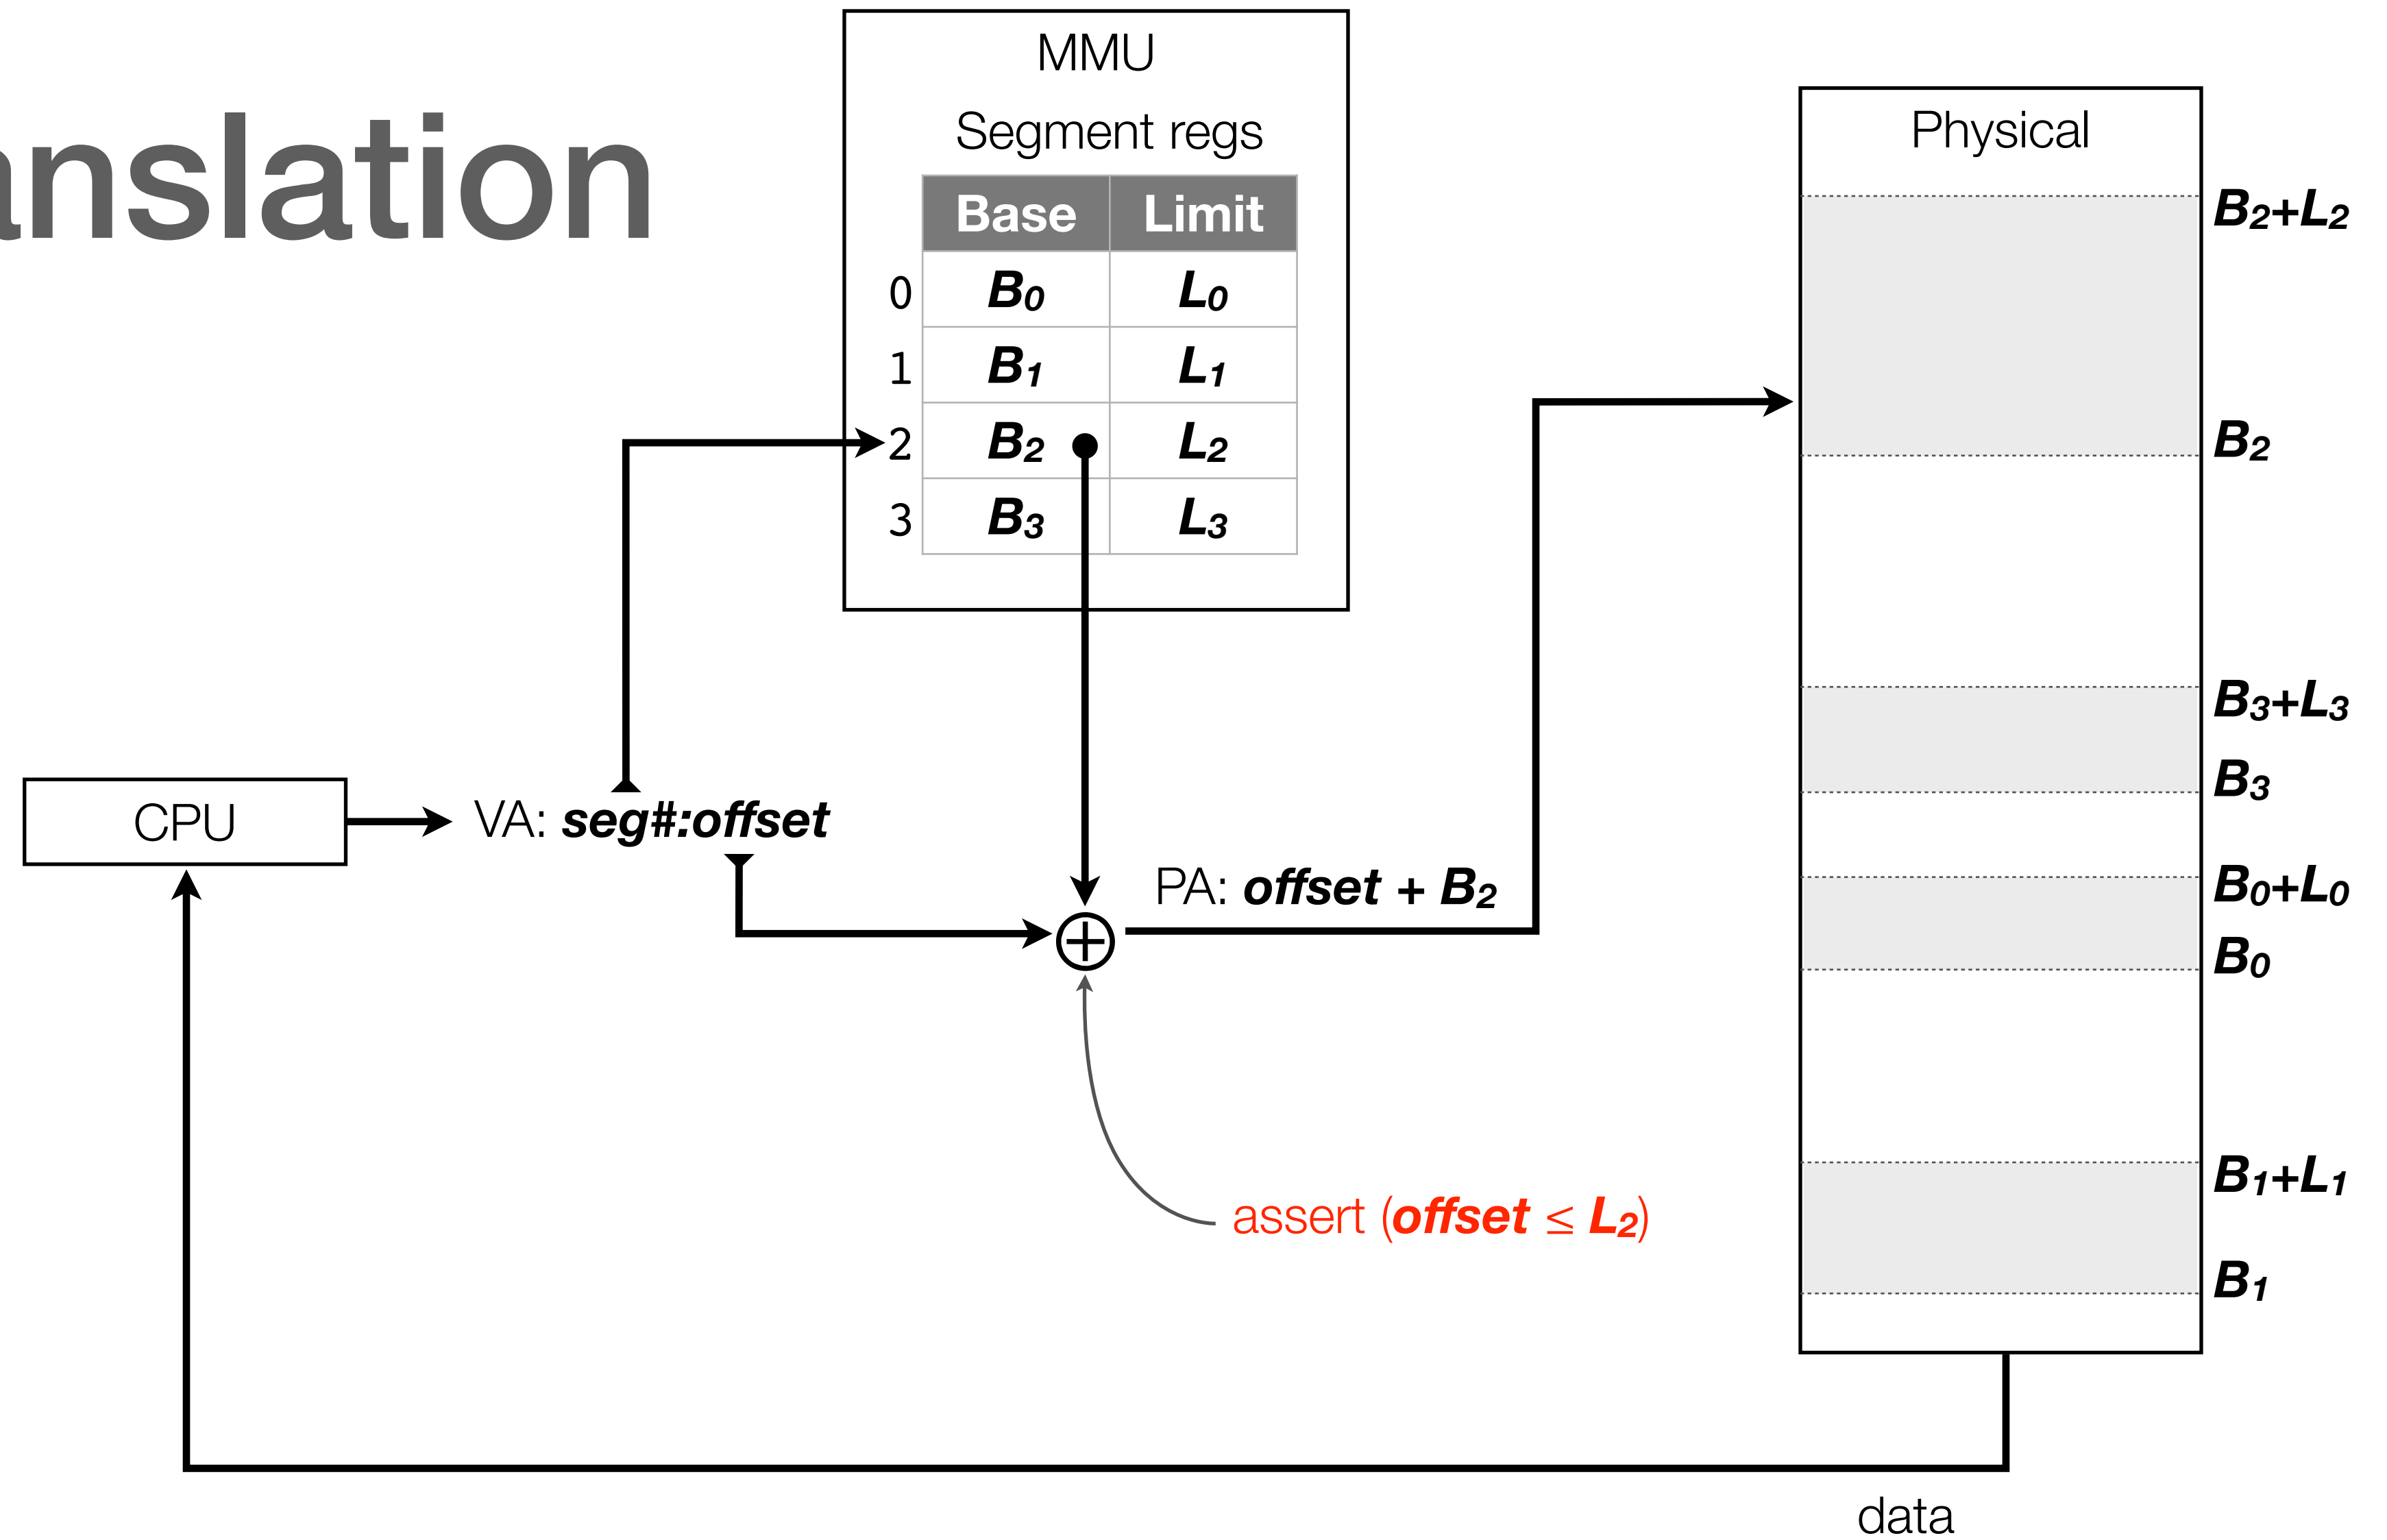 anslation
MMU
Segment regs
Base Limit
0 B0 L0
1 B1 L1
2 B2 L2
3 B3 L3
CPU
VA: seg#:offset
PA: offset + B2
assert (offset ≤ L2)
Physical
B2+L2
B2
B3+L3
B3
B0+L0
B0
B1+L1
B1
data